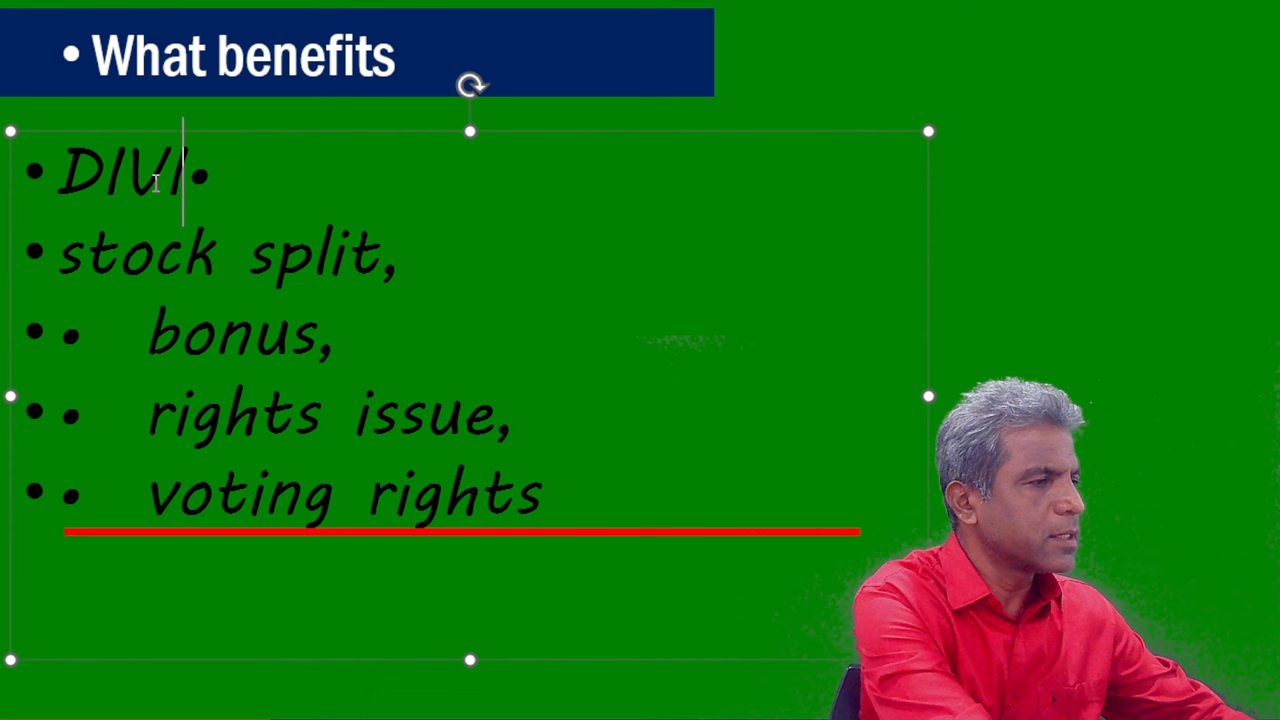 • What benefits
• DIVI•
• stock split,
• • bonus,
• • rights issue,
• • voting rights